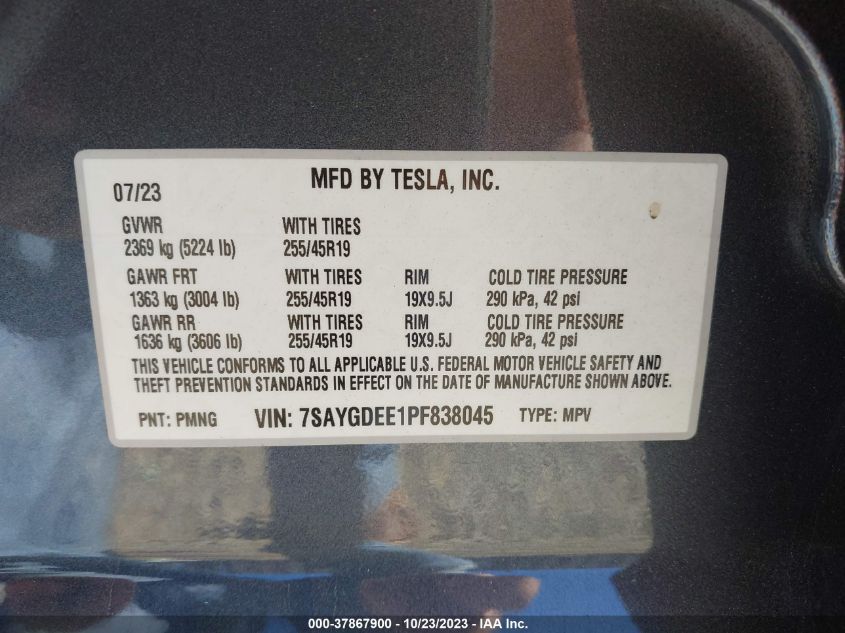 07/23
MFD BY TESLA, INC.
GVWR WITH TIRES
2369 kg (5224 lb) 255/45R19
GAWR FRT WITH TIRES RIM COLD TIRE PRESSURE
1363 kg (3004 lb) 255/45R19 19X9.5J 290 kPa, 42 psi
GAWR RR WITH TIRES RIM COLD TIRE PRESSURE
1636 kg (3606 lb) 255/45R19 19X9.5J 290 kPa, 42 psi
THIS VEHICLE CONFORMS TO ALL APPLICABLE U.S. FEDERAL MOTOR VEHICLE SAFETY AND
THEFT PREVENTION STANDARDS IN EFFECT ON THE DATE OF MANUFACTURE SHOWN ABOVE.
PNT: PMNG VIN: 7SAYGDEE1PF838045 TYPE: MPV
000-37867900 - 10/23/2023 - IAA Inc.